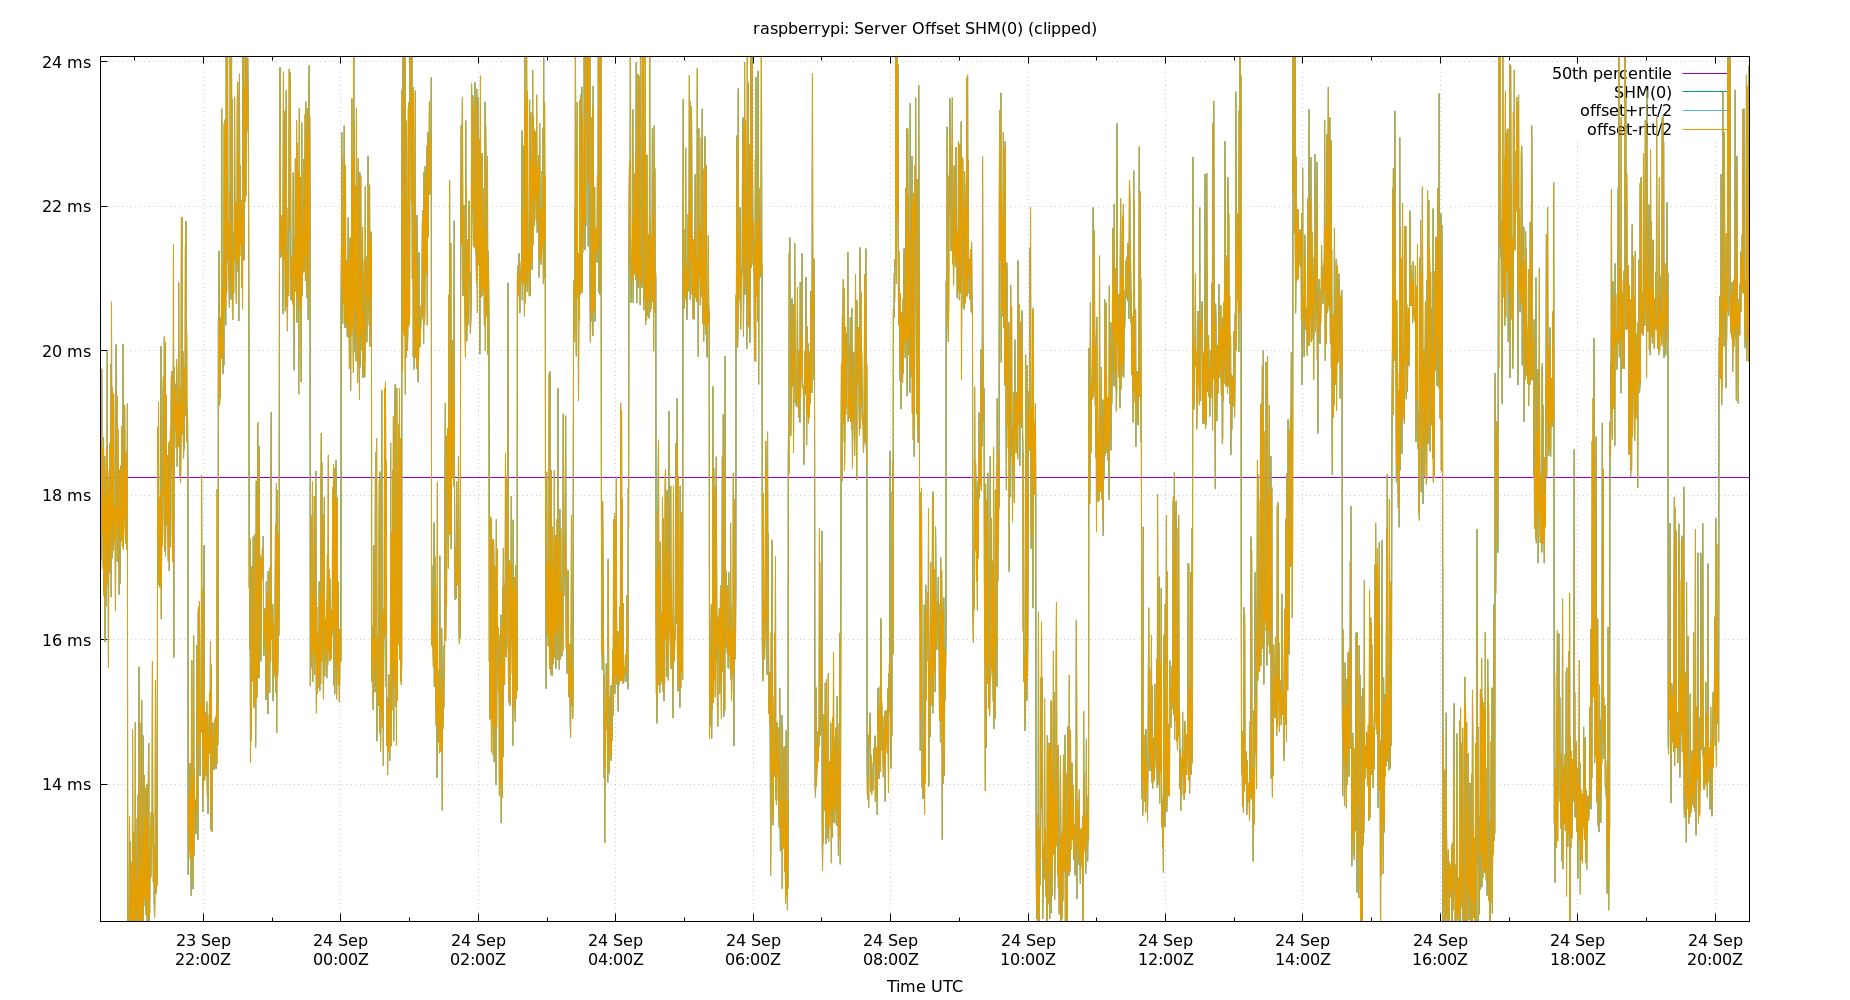 raspberrypi: Server Offset SHM(0) (clipped)
24 ms
22 ms
20 ms
18 ms
16 ms
14 ms
50th percentile
SHM(0)
offset+rtt/2
offset-rtt/2
23 Sep 24 Sep 24 Sep 24 Sep 24 Sep 24 Sep 24 Sep 24 Sep 24 Sep 24 Sep 24 Sep 24 Sep
22:00Z 00:00Z 02:00Z 04:00Z 06:00Z 08:00Z 10:00Z 12:00Z 14:00Z 16:00Z 18:00Z 20:00Z
Time UTC